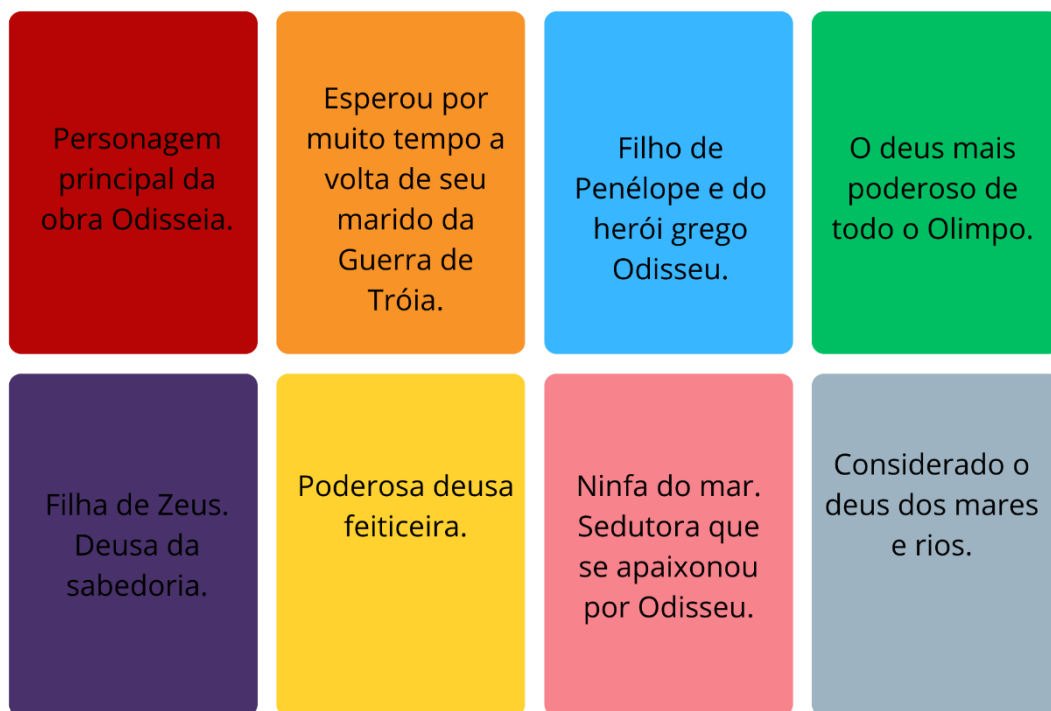 Personagem
principal da
obra Odisseia.
Esperou por
muito tempo a
volta de seu
marido da
Guerra de
Tróia.
Filho de
Penélope e do
herói grego
Odisseu.
O deus mais
poderoso de
todo o Olimpo.
Filha de Zeus.
Deusa da
sabedoria.
Poderosa deusa
feiticeira.
Ninfa do mar.
Sedutora que
se apaixonou
por Odisseu.
Considerado o
deus dos mares
e rios.